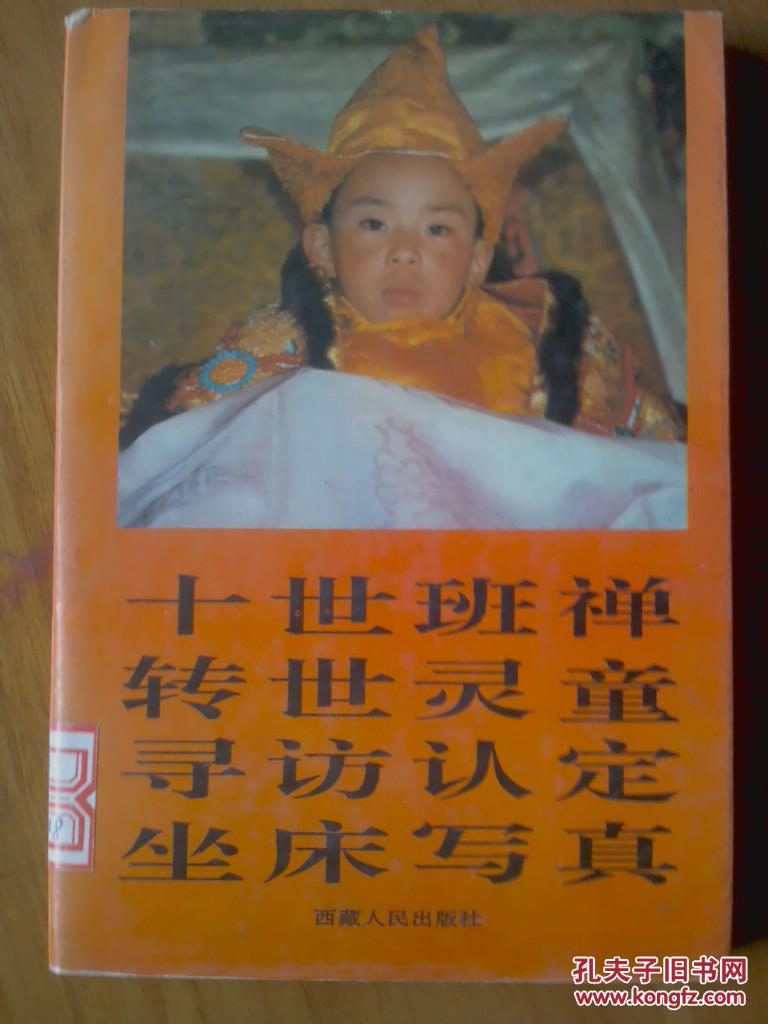 十世班禅
转世灵童
寻访认定
坐床写真
西藏人民出版社
孔夫子旧书网
www.kongfz.com